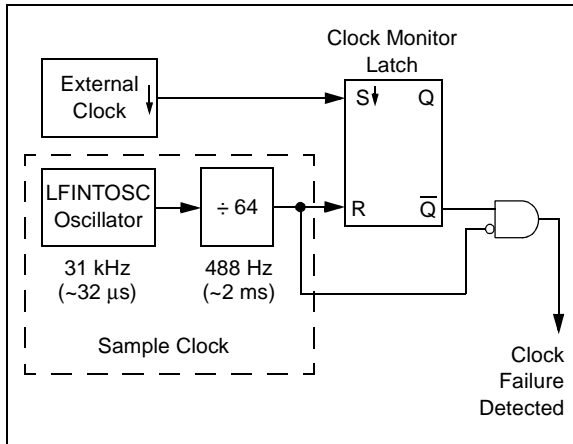 Clock Monitor
Latch
External
Clock
S
Q
LFINTOSC
Oscillator
÷ 64
R
Q̅
31 kHz
(~32 μs)
488 Hz
(~2 ms)
Sample Clock
Clock
Failure
Detected